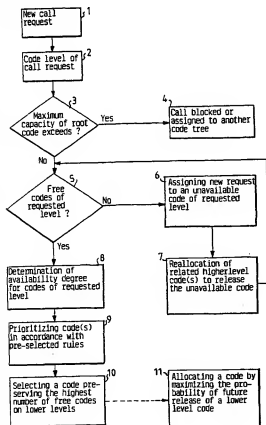 New call
request
1
Code level of
call request
2
Maximum
capacity of root
code exceeds ?
3
Yes
4
Call blocked or
assigned to another
code tree
No
5
Free
codes of
requested
level ?
No
6
Assigning new request
to an unavailable
code of requested
level
Yes
7
Reallocation of
related higherlevel
code(s) to release
the unavailable code
8
Determination of
availability degree
for codes of requested
level
9
Prioritizing code(s)
in accordance with
pre-selected rules
10
Selecting a code pre-
serving the highest
number of free codes
on lower levels
11
Allocating a code by
maximizing the pro-
bability of future
release of a lower
level code